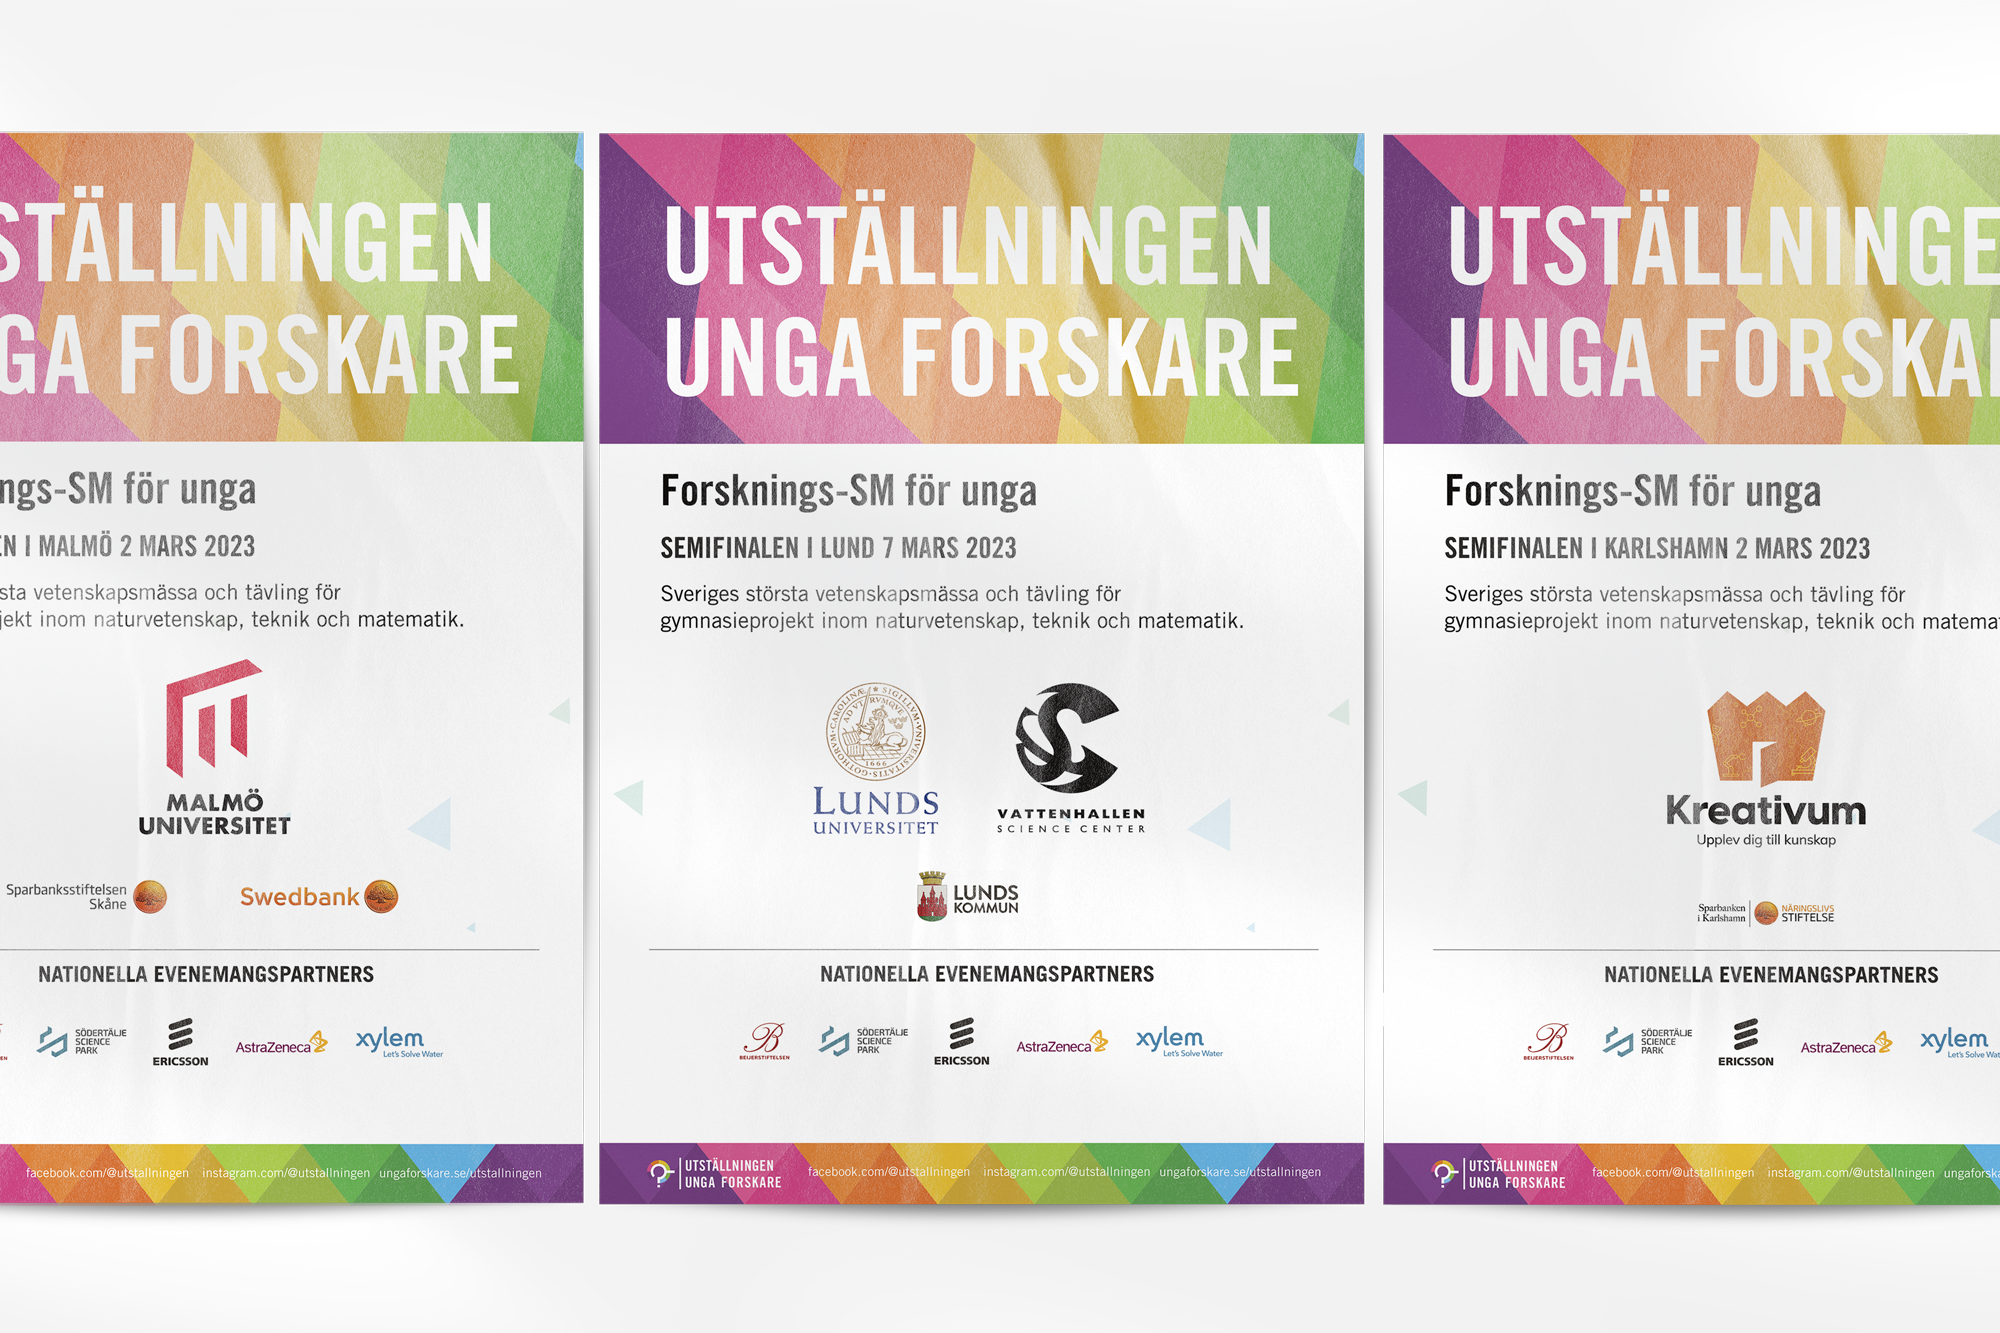 STÄLLNINGEN
GA FORSKARE
ngs-SM för unga
EN I MALMÖ 2 MARS 2023
sta vetenskapsmässa och tävling för
jekt inom naturvetenskap, teknik och matematik.
MALMÖ
UNIVERSITET
Sparbanksstiftelsen
Skåne
Swedbank
NATIONELLA EVENEMANGSPARTNERS
SÖDERTÄLJE
SCIENCE
PARK
ERICSSON
AstraZeneca
xylem
Let's Solve Water
facebook.com/@utstallningen instagram.com/@utstallningen ungaforskare.se/utstallningen
UTSTÄLLNINGEN
UNGA FORSKARE
Forsknings-SM för unga
SEMIFINALEN I LUND 7 MARS 2023
Sveriges största vetenskapsmässa och tävling för
gymnasieprojekt inom naturvetenskap, teknik och matematik.
SIGILLVM·VNIVERSITATIS·GOTHORVM·CAROLINÆ
AD VTRVMQVE
1666
LUNDS
UNIVERSITET
VATTENHALLEN
SCIENCE CENTER
LUNDS
KOMMUN
NATIONELLA EVENEMANGSPARTNERS
B
BEIJERSTIFTELSEN
SÖDERTÄLJE
SCIENCE
PARK
ERICSSON
AstraZeneca
xylem
Let's Solve Water
UTSTÄLLNINGEN
UNGA FORSKARE
facebook.com/@utstallningen instagram.com/@utstallningen ungaforskare.se/utstallningen
UTSTÄLLNINGE
UNGA FORSKA
Forsknings-SM för unga
SEMIFINALEN I KARLSHAMN 2 MARS 2023
Sveriges största vetenskapsmässa och tävling för
gymnasieprojekt inom naturvetenskap, teknik och matemat
Kreativum
Upplev dig till kunskap
Sparbanken
i Karlshamn
NÄRINGSLIVS
STIFTELSE
NATIONELLA EVENEMANGSPARTNERS
B
BEIJERSTIFTELSEN
SÖDERTÄLJE
SCIENCE
PARK
ERICSSON
AstraZeneca
xylem
Let's Solve Wat
UTSTÄLLNINGEN
UNGA FORSKARE
facebook.com/@utstallningen instagram.com/@utstallningen ungaforska